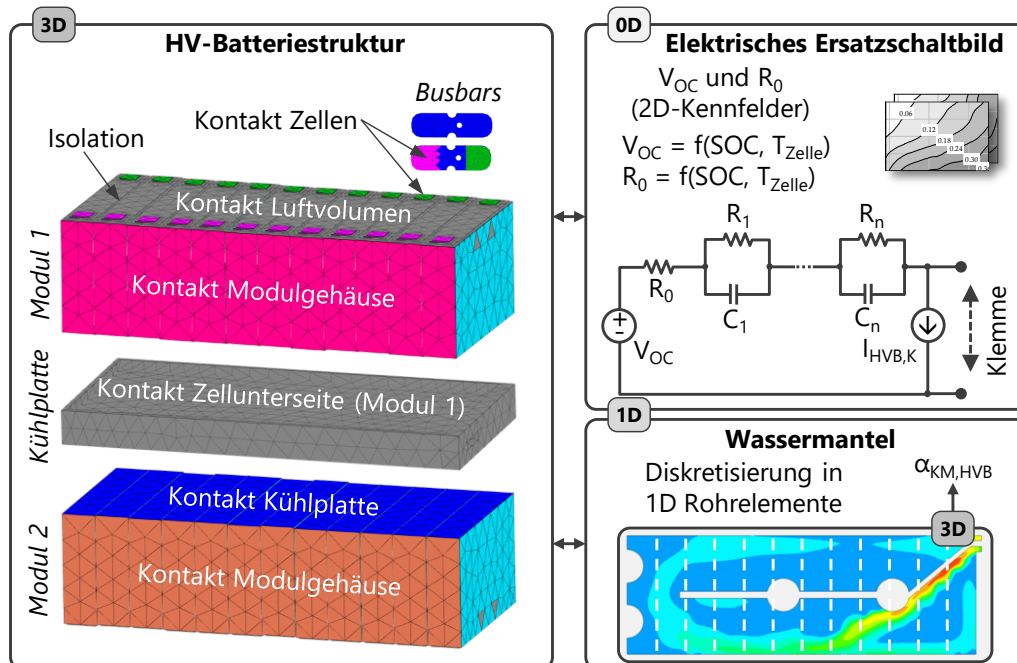 3D
HV-Batteriestruktur
Busbars
Kontakt Zellen
Isolation
Kontakt Luftvolumen
Modul 1
Kontakt Modulgehäuse
Kühlplatte
Kontakt Zellunterseite (Modul 1)
Modul 2
Kontakt Kühlplatte
Kontakt Modulgehäuse
0D
Elektrisches Ersatzschaltbild
V_OC und R_0
(2D-Kennfelder)
V_OC = f(SOC, T_Zelle)
R_0 = f(SOC, T_Zelle)
0.06
0.12
0.18
0.24
0.30
R_1
R_n
R_0
C_1
C_n
+
-
V_OC
I_HVB,K
Klemme
1D
Wassermantel
Diskretisierung in
1D Rohrelemente
α_KM,HVB
3D